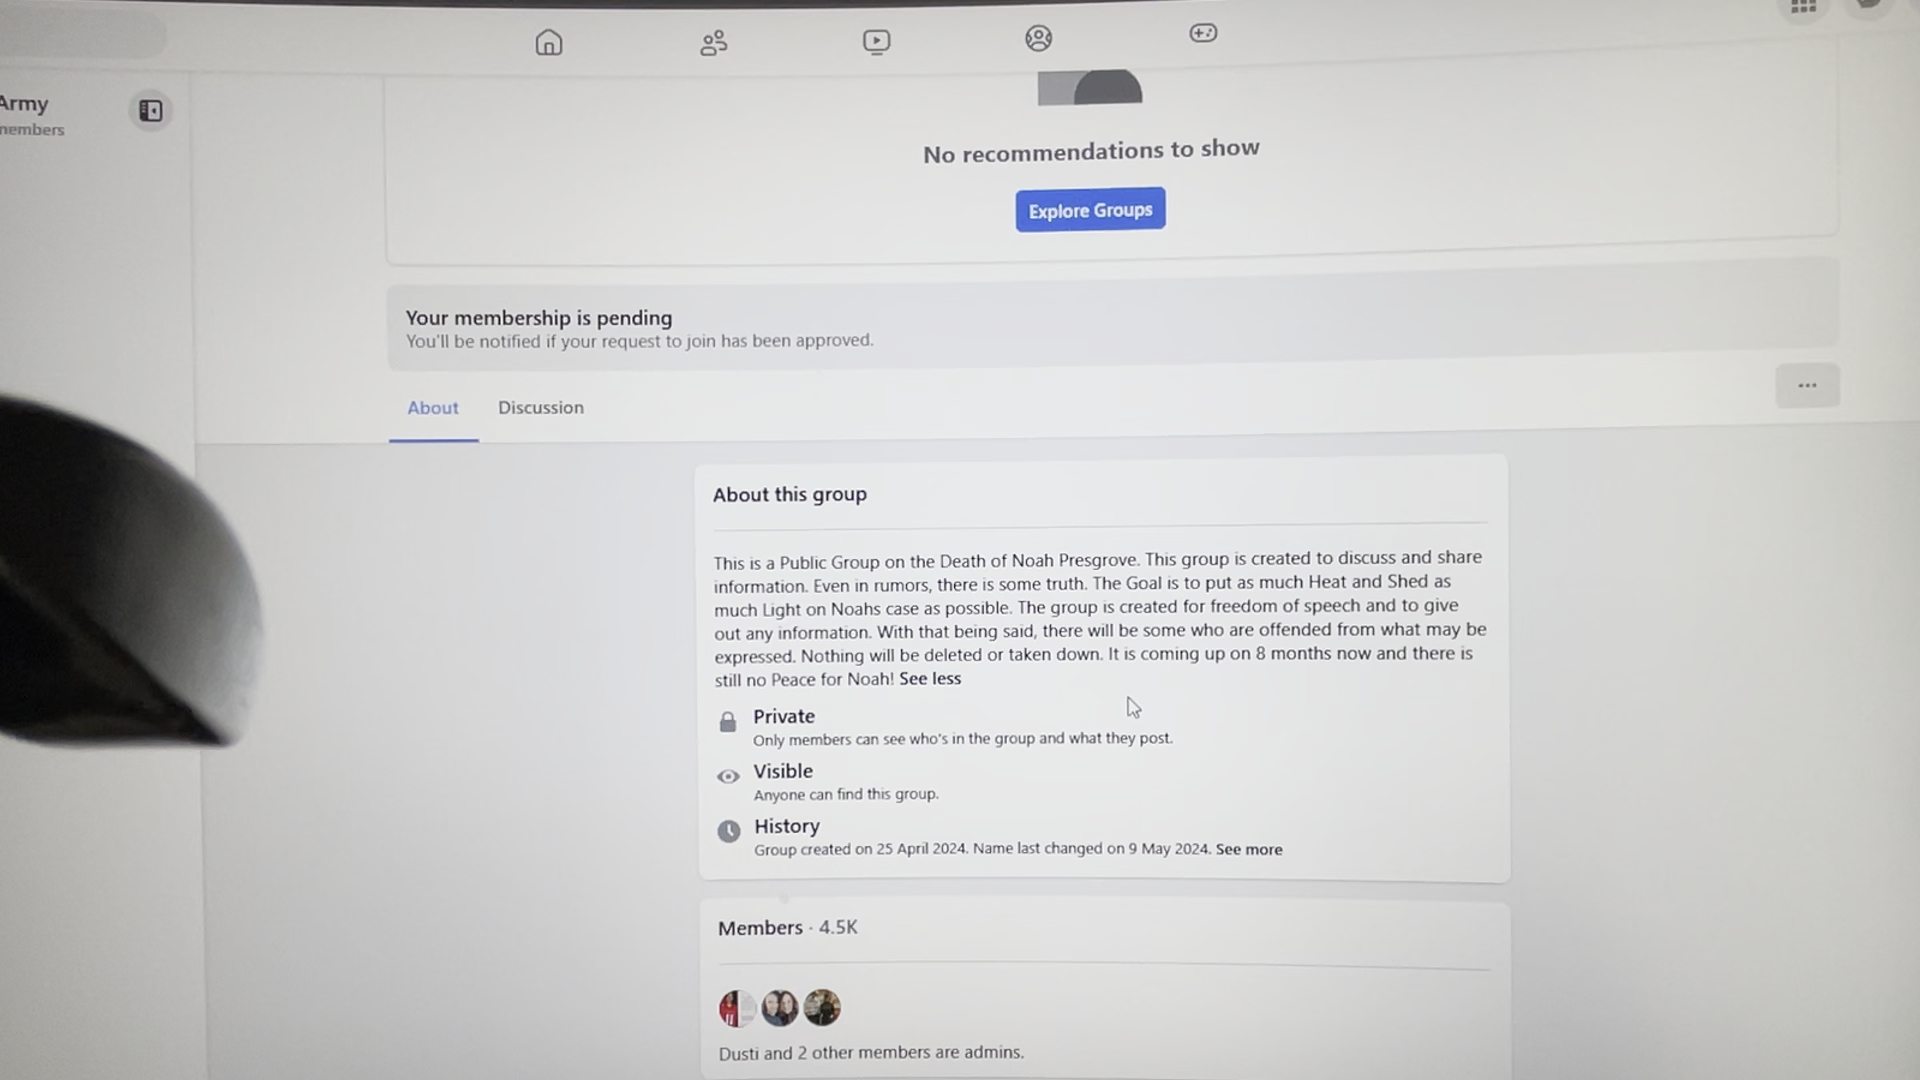 Army
members
No recommendations to show
Explore Groups
Your membership is pending
You'll be notified if your request to join has been approved.
About
Discussion
About this group
This is a Public Group on the Death of Noah Presgrove. This group is created to discuss and share
information. Even in rumors, there is some truth. The Goal is to put as much Heat and Shed as
much Light on Noahs case as possible. The group is created for freedom of speech and to give
out any information. With that being said, there will be some who are offended from what may be
expressed. Nothing will be deleted or taken down. It is coming up on 8 months now and there is
still no Peace for Noah! See less
Private
Only members can see who's in the group and what they post.
Visible
Anyone can find this group.
History
Group created on 25 April 2024. Name last changed on 9 May 2024. See more
Members · 4.5K
Dusti and 2 other members are admins.